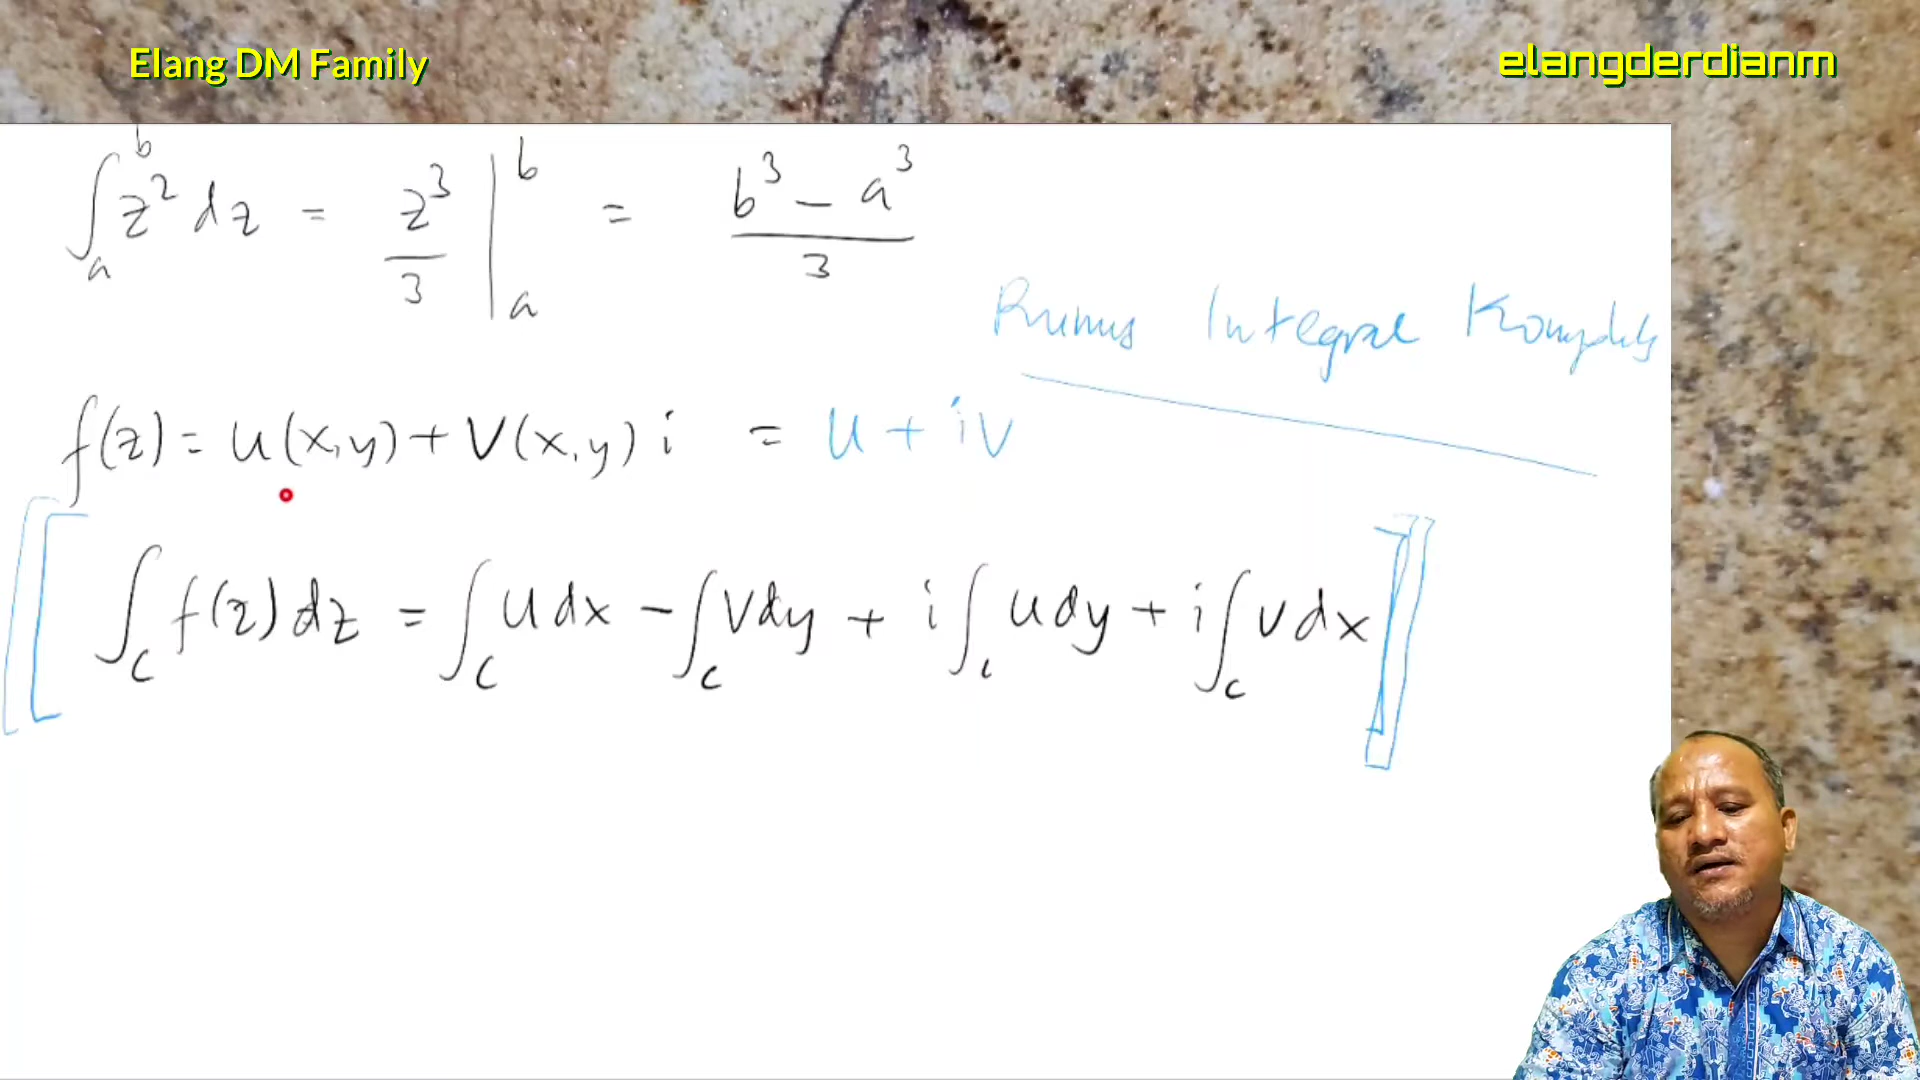 Elang DM Family
elangderdianm
∫_a^b z² dz = z³/3 |_a^b = (b³ − a³)/3
Rumus Integral Kompleks
f(z) = u(x,y) + v(x,y) i = u + iv
[[ ∫_c f(z) dz = ∫_c u dx − ∫_c v dy + i ∫_c u dy + i ∫_c v dx ]]